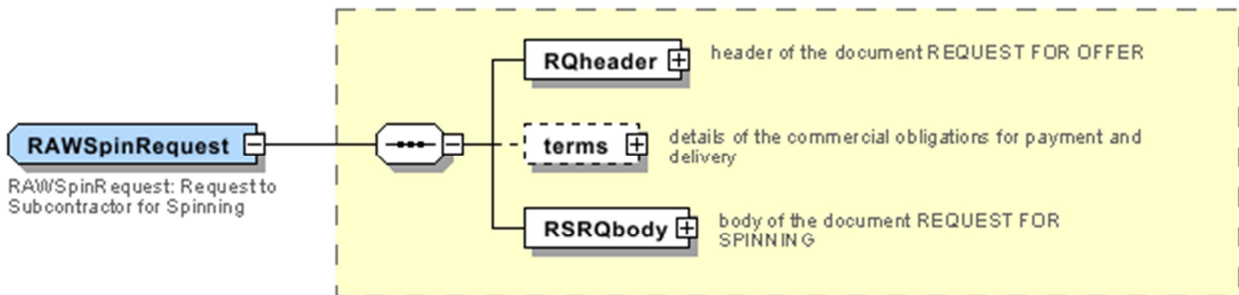 RQheader
header of the document REQUEST FOR OFFER
RAWSpinRequest
RAWSpinRequest: Request to
Subcontractor for Spinning
terms
details of the commercial obligations for payment and
delivery
RSRQbody
body of the document REQUEST FOR
SPINNING